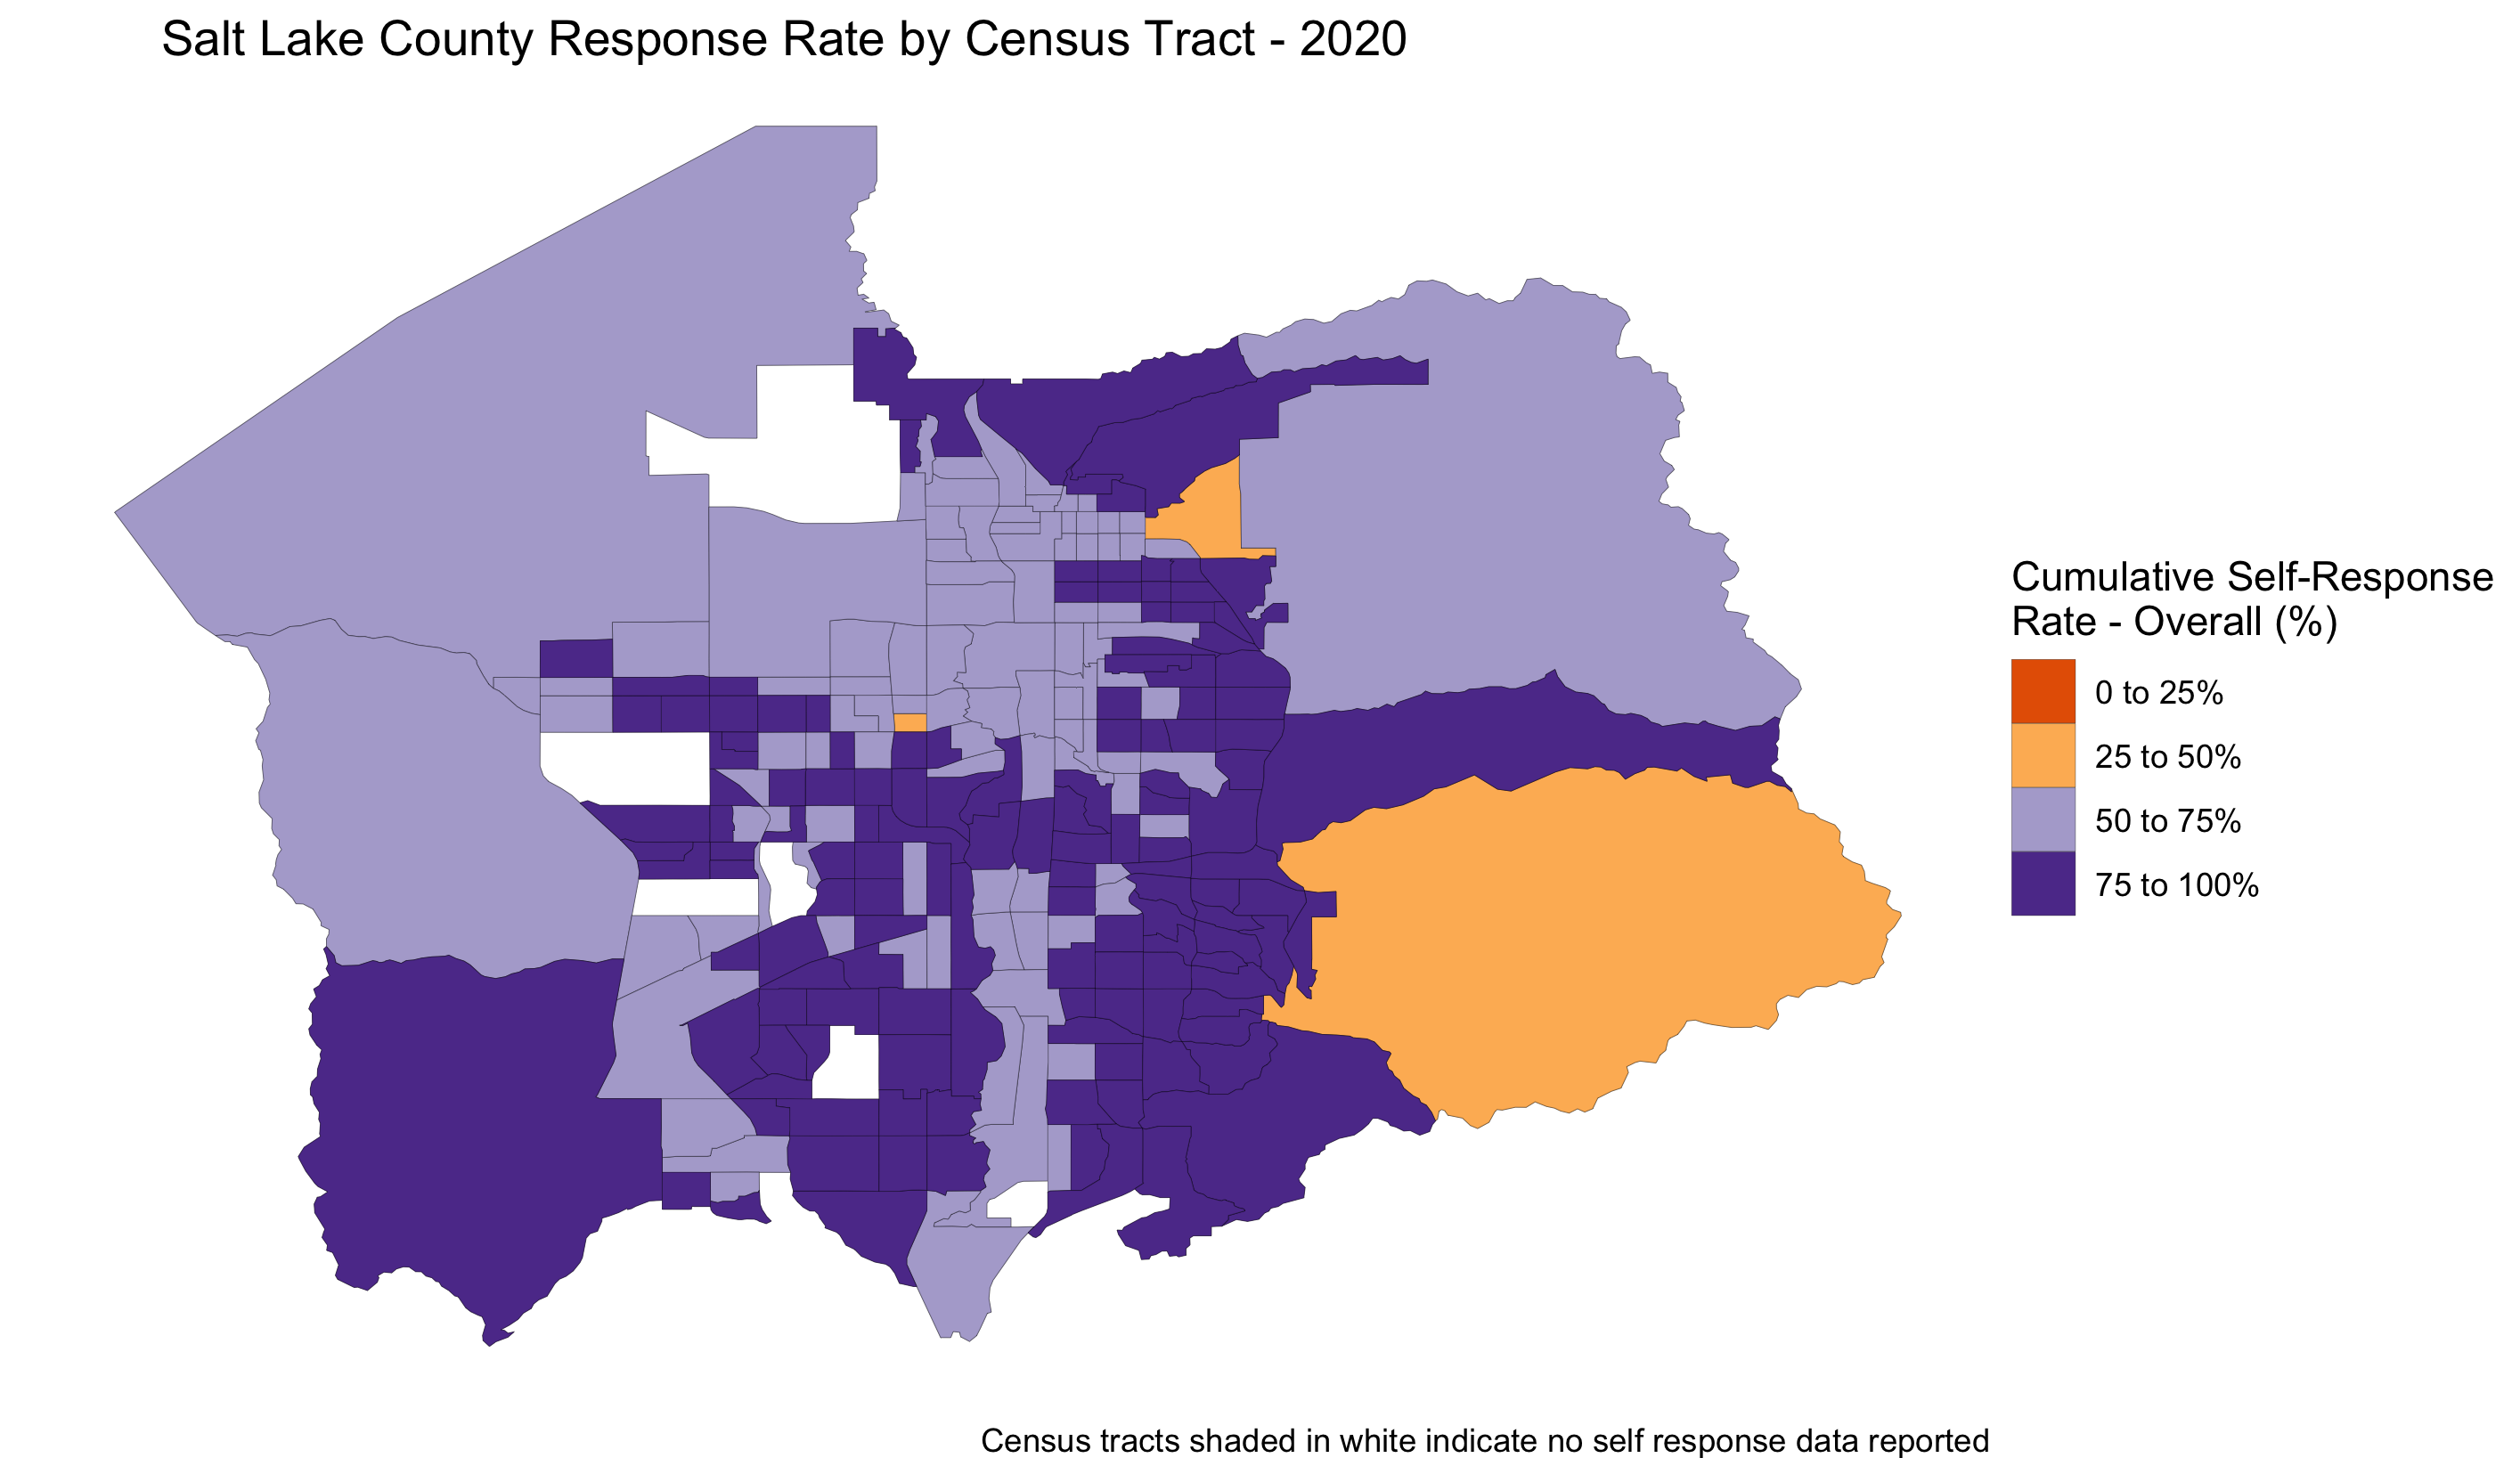 Salt Lake County Response Rate by Census Tract - 2020
Cumulative Self-Response
Rate - Overall (%)
0 to 25%
25 to 50%
50 to 75%
75 to 100%
Census tracts shaded in white indicate no self response data reported